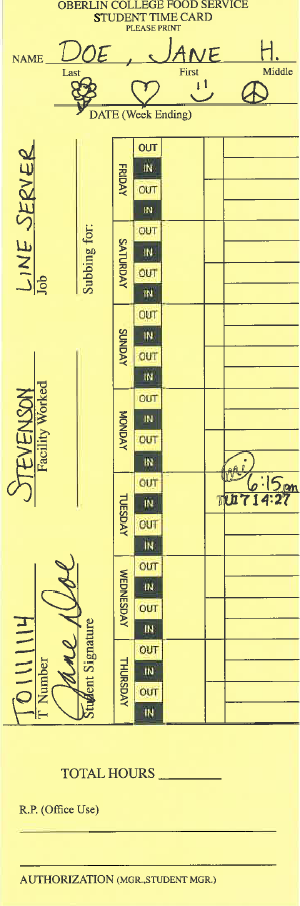 OBERLIN COLLEGE FOOD SERVICE
STUDENT TIME CARD
PLEASE PRINT
NAME DOE, JANE H.
Last First Middle
DATE (Week Ending)
LINE SERVER
Job
Subbing for:
STEVENSON
Facility Worked
T01111114
T Number
Jane Doe
Student Signature
FRIDAY
OUT
IN
OUT
IN
SATURDAY
OUT
IN
OUT
IN
SUNDAY
OUT
IN
OUT
IN
MONDAY
OUT
IN
OUT
IN
TUESDAY
OUT
IN
OUT
IN
mi
6:15pm
TU 17 14:27
WEDNESDAY
OUT
IN
OUT
IN
THURSDAY
OUT
IN
OUT
IN
TOTAL HOURS
R.P. (Office Use)
AUTHORIZATION (MGR.,STUDENT MGR.)